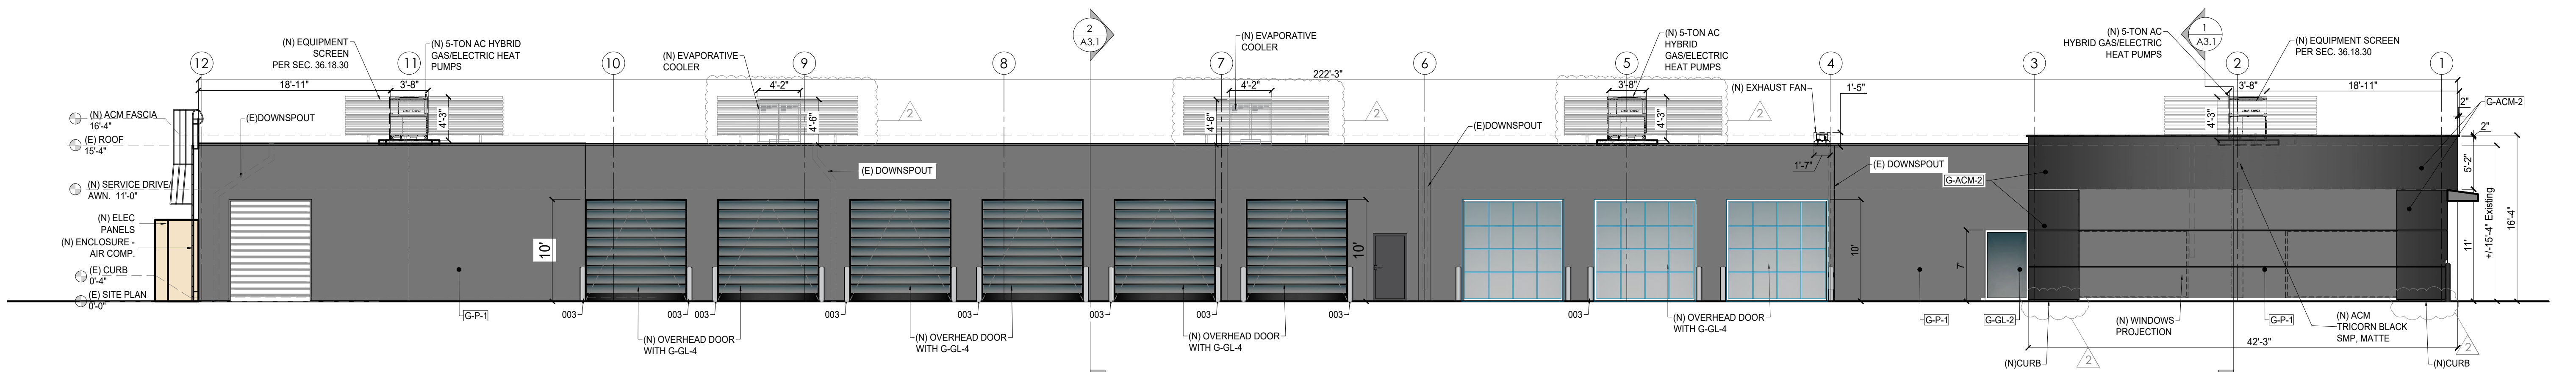 2
A3.1
1
A3.1
12
11
10
9
8
7
6
5
4
3
2
1
(N) EQUIPMENT
SCREEN
PER SEC. 36.18.30
(N) 5-TON AC HYBRID
GAS/ELECTRIC HEAT
PUMPS
(N) EVAPORATIVE
COOLER
(N) EVAPORATIVE
COOLER
(N) 5-TON AC
HYBRID
GAS/ELECTRIC
HEAT PUMPS
(N) EXHAUST FAN
(N) 5-TON AC
HYBRID GAS/ELECTRIC
HEAT PUMPS
(N) EQUIPMENT SCREEN
PER SEC. 36.18.30
222'-3"
18'-11"
3'-8"
4'-2"
4'-2"
3'-8"
1'-5"
3'-8"
18'-11"
2"
G-ACM-2
4'-3"
4'-6"
2
4'-6"
2
4'-3"
2
4'-3"
2"
(N) ACM FASCIA
16'-4"
(E) ROOF
15'-4"
(N) SERVICE DRIVE/
AWN. 11'-0"
(N) ELEC
PANELS
(N) ENCLOSURE -
AIR COMP.
(E) CURB
0'-4"
(E) SITE PLAN
0'-0"
(E)DOWNSPOUT
(E) DOWNSPOUT
(E)DOWNSPOUT
1'-7"
(E) DOWNSPOUT
G-ACM-2
5'-2"
+/-15'-4" Existing
16'-4"
11'
10'
10'
10'
7'
G-P-1
003
003
003
003
003
003
003
003
(N) OVERHEAD DOOR
WITH G-GL-4
(N) OVERHEAD DOOR
WITH G-GL-4
(N) OVERHEAD DOOR
WITH G-GL-4
(N) OVERHEAD DOOR
WITH G-GL-4
G-P-1
G-GL-2
(N) WINDOWS
PROJECTION
G-P-1
(N) ACM
TRICORN BLACK
SMP, MATTE
42'-3"
(N)CURB
2
(N)CURB
2